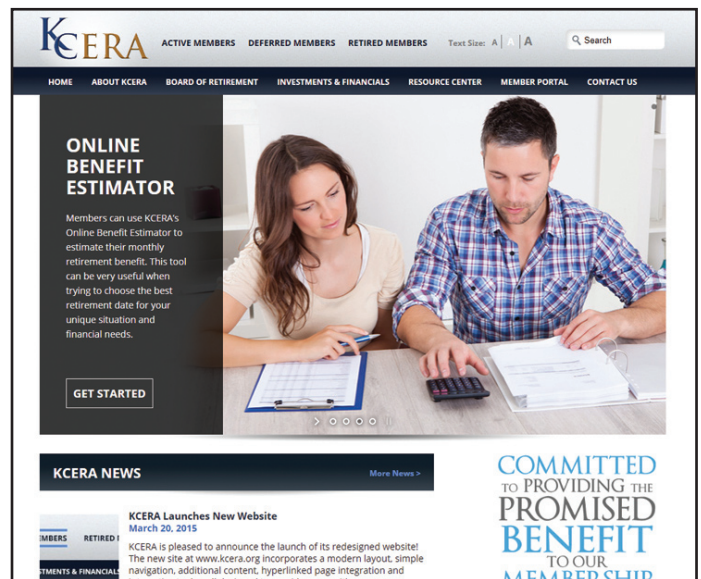 KCERA
ACTIVE MEMBERS DEFERRED MEMBERS RETIRED MEMBERS Text Size: A A A Search
HOME ABOUT KCERA BOARD OF RETIREMENT INVESTMENTS & FINANCIALS RESOURCE CENTER MEMBER PORTAL CONTACT US
ONLINE
BENEFIT
ESTIMATOR
Members can use KCERA's
Online Benefit Estimator to
estimate their monthly
retirement benefit. This tool
can be very useful when
trying to choose the best
retirement date for your
unique situation and
financial needs.
GET STARTED
KCERA NEWS More News >
EMBERS RETIRED
TMENTS & FINANCIALS
KCERA Launches New Website
March 20, 2015
KCERA is pleased to announce the launch of its redesigned website!
The new site at www.kcera.org incorporates a modern layout, simple
navigation, additional content, hyperlinked page integration and
COMMITTED
TO PROVIDING THE
PROMISED
BENEFIT
TO OUR
MEMBERSHIP